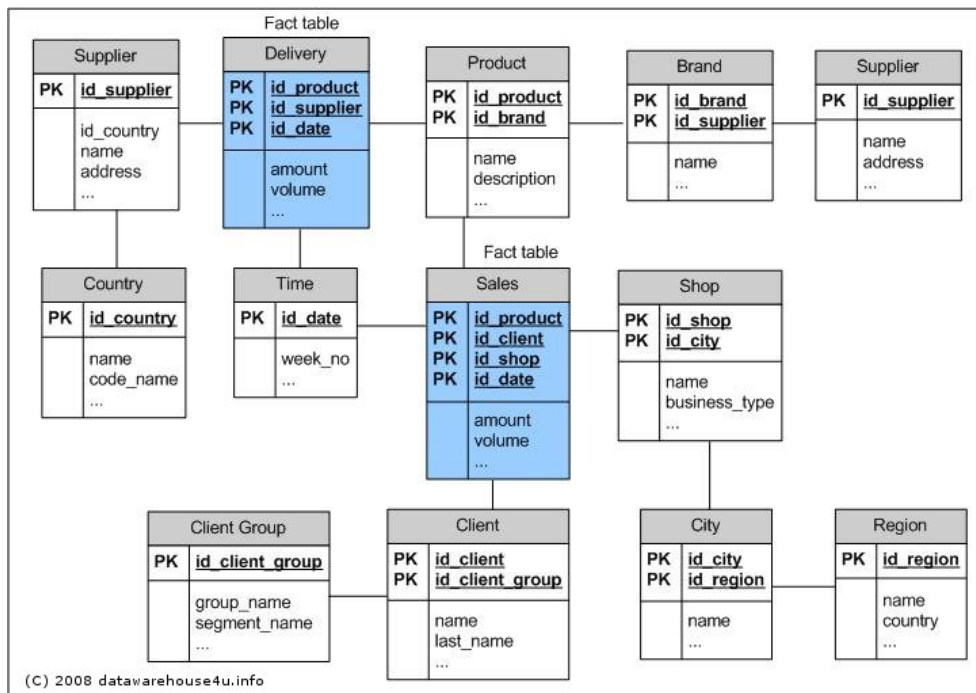 Fact table
Supplier
PK id_supplier
id_country
name
address
...
Delivery
PK id_product
PK id_supplier
PK id_date
amount
volume
...
Product
PK id_product
PK id_brand
name
description
...
Brand
PK id_brand
PK id_supplier
name
...
Supplier
PK id_supplier
name
address
...
Country
PK id_country
name
code_name
...
Time
PK id_date
week_no
...
Fact table
Sales
PK id_product
PK id_client
PK id_shop
PK id_date
amount
volume
...
Shop
PK id_shop
PK id_city
name
business_type
...
Client Group
PK id_client_group
group_name
segment_name
...
Client
PK id_client
PK id_client_group
name
last_name
...
City
PK id_city
PK id_region
name
...
Region
PK id_region
name
country
...
(C) 2008 datawarehouse4u.info